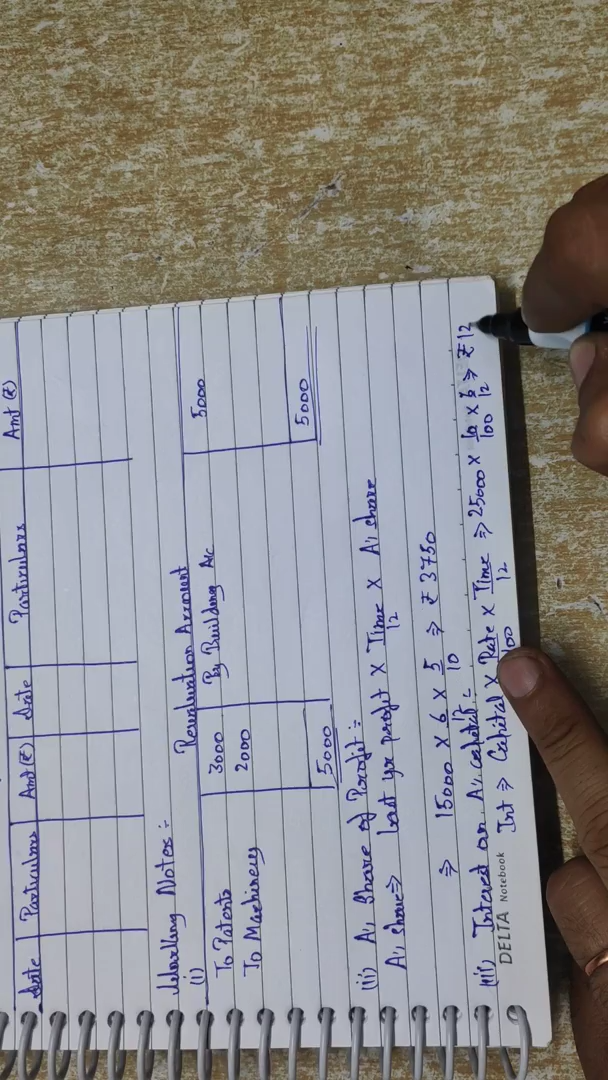 Date Particulars Amt (₹) Date Particulars Amt (₹)
Working Notes :-
(i) Revaluation Account
To Patents 3000 By Building A/c 5000
To Machinery 2000
5000 5000
(ii) A's Share of Profit :-
A's share ⇒ Last yr profit × Time/12 × A's share
⇒ 15000 × 6/12 × 5/10 ⇒ ₹ 3750
(iii) Interest on A's capital :-
Int ⇒ Capital × Rate/100 × Time/12 ⇒ 25000 × 10/100 × 6/12 ⇒ ₹ 12
DELTA Notebook